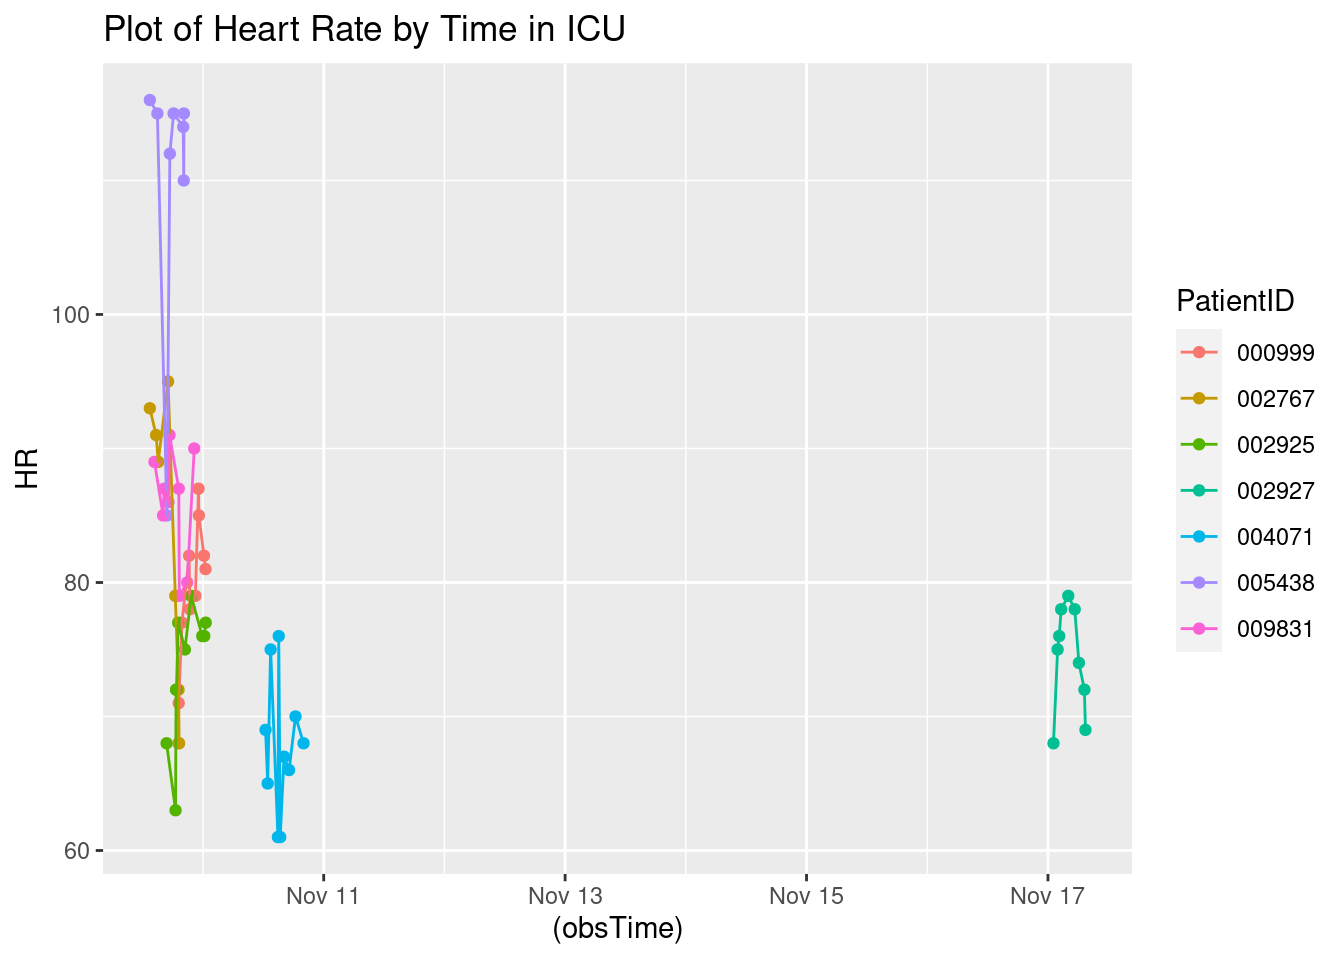 Plot of Heart Rate by Time in ICU
HR
100
80
60
Nov 11
Nov 13
Nov 15
Nov 17
(obsTime)
PatientID
000999
002767
002925
002927
004071
005438
009831